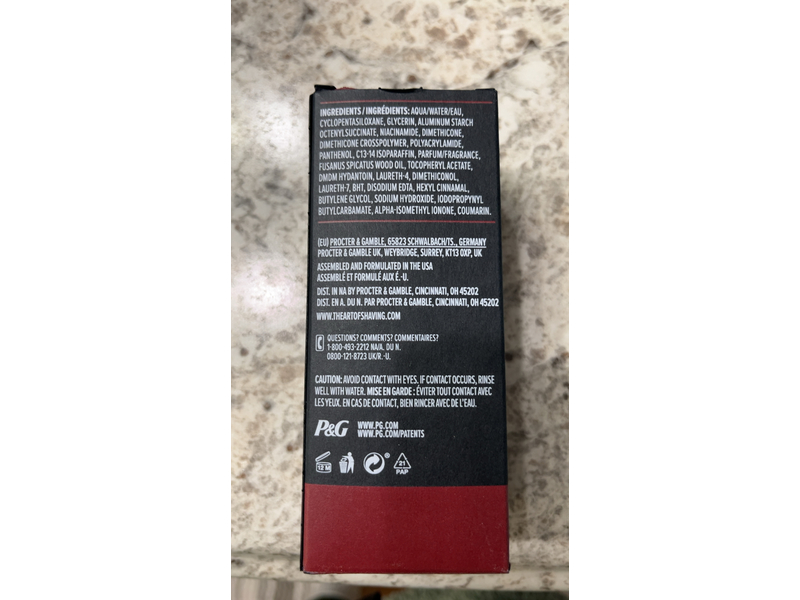 INGREDIENTS / INGRÉDIENTS: AQUA/WATER/EAU,
CYCLOPENTASILOXANE, GLYCERIN, ALUMINUM STARCH
OCTENYLSUCCINATE, NIACINAMIDE, DIMETHICONE,
DIMETHICONE CROSSPOLYMER, POLYACRYLAMIDE,
PANTHENOL, C13-14 ISOPARAFFIN, PARFUM/FRAGRANCE,
FUSANUS SPICATUS WOOD OIL, TOCOPHERYL ACETATE,
DMDM HYDANTOIN, LAURETH-4, DIMETHICONOL,
LAURETH-7, BHT, DISODIUM EDTA, HEXYL CINNAMAL,
BUTYLENE GLYCOL, SODIUM HYDROXIDE, IODOPROPYNYL
BUTYLCARBAMATE, ALPHA-ISOMETHYL IONONE, COUMARIN.
(EU) PROCTER & GAMBLE, 65823 SCHWALBACH/TS., GERMANY
PROCTER & GAMBLE UK, WEYBRIDGE, SURREY, KT13 0XP, UK
ASSEMBLED AND FORMULATED IN THE USA
ASSEMBLÉ ET FORMULÉ AUX É.-U.
DIST. IN NA BY PROCTER & GAMBLE, CINCINNATI, OH 45202
DIST. EN A. DU N. PAR PROCTER & GAMBLE, CINCINNATI, OH 45202
WWW.THEARTOFSHAVING.COM
QUESTIONS? COMMENTS? COMMENTAIRES?
1-800-493-2212 NA/A. DU N.
0800-121-8723 UK/R.-U.
CAUTION: AVOID CONTACT WITH EYES. IF CONTACT OCCURS, RINSE
WELL WITH WATER. MISE EN GARDE : ÉVITER TOUT CONTACT AVEC
LES YEUX. EN CAS DE CONTACT, BIEN RINCER AVEC DE L'EAU.
P&G WWW.PG.COM
WWW.PG.COM/PATENTS
12 M ® 21
PAP